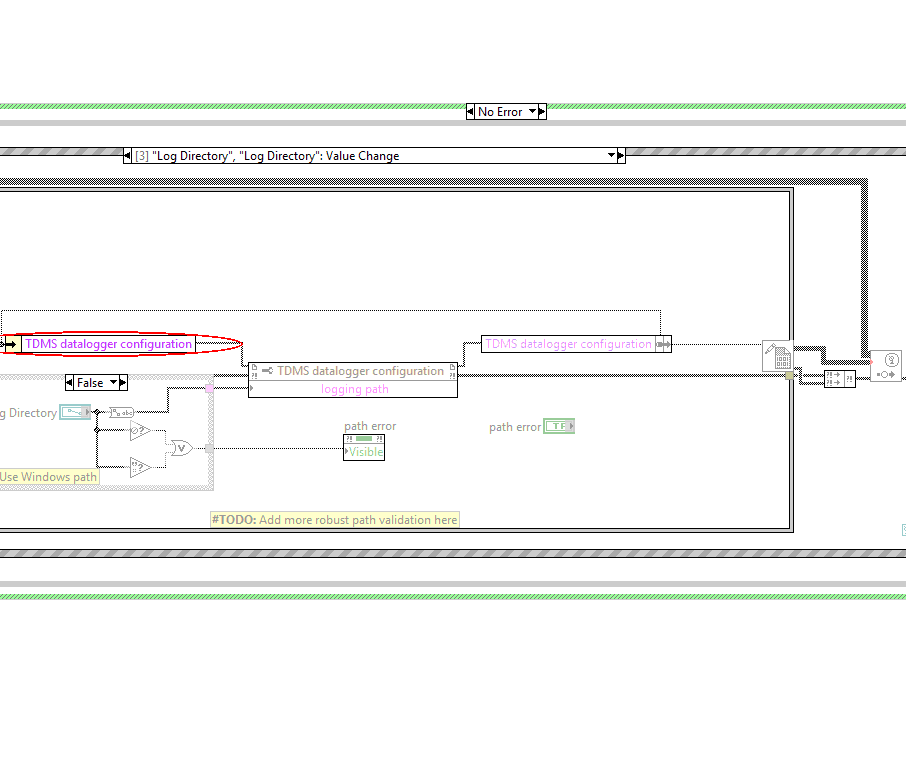 No Error
[3] "Log Directory", "Log Directory": Value Change
TDMS datalogger configuration
TDMS datalogger configuration
TDMS datalogger configuration
logging path
False
g Directory
abc
?
?
V
path error
Visible
path error
TF
Use Windows path
#TODO: Add more robust path validation here